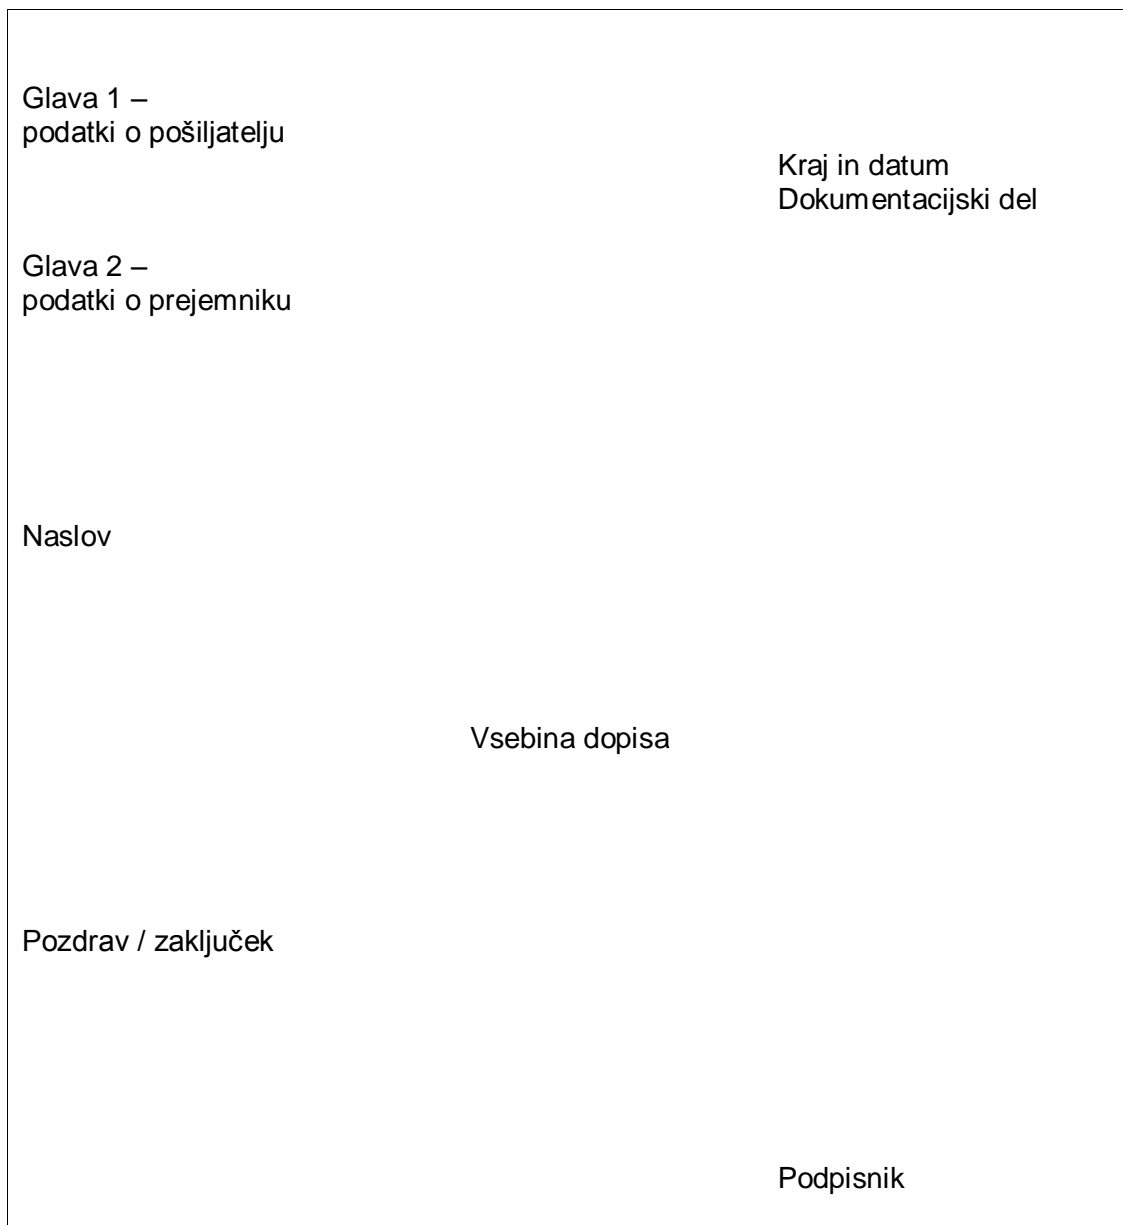 Glava 1 –
podatki o pošiljatelju
Kraj in datum
Dokumentacijski del
Glava 2 –
podatki o prejemniku
Naslov
Vsebina dopisa
Pozdrav / zaključek
Podpisnik